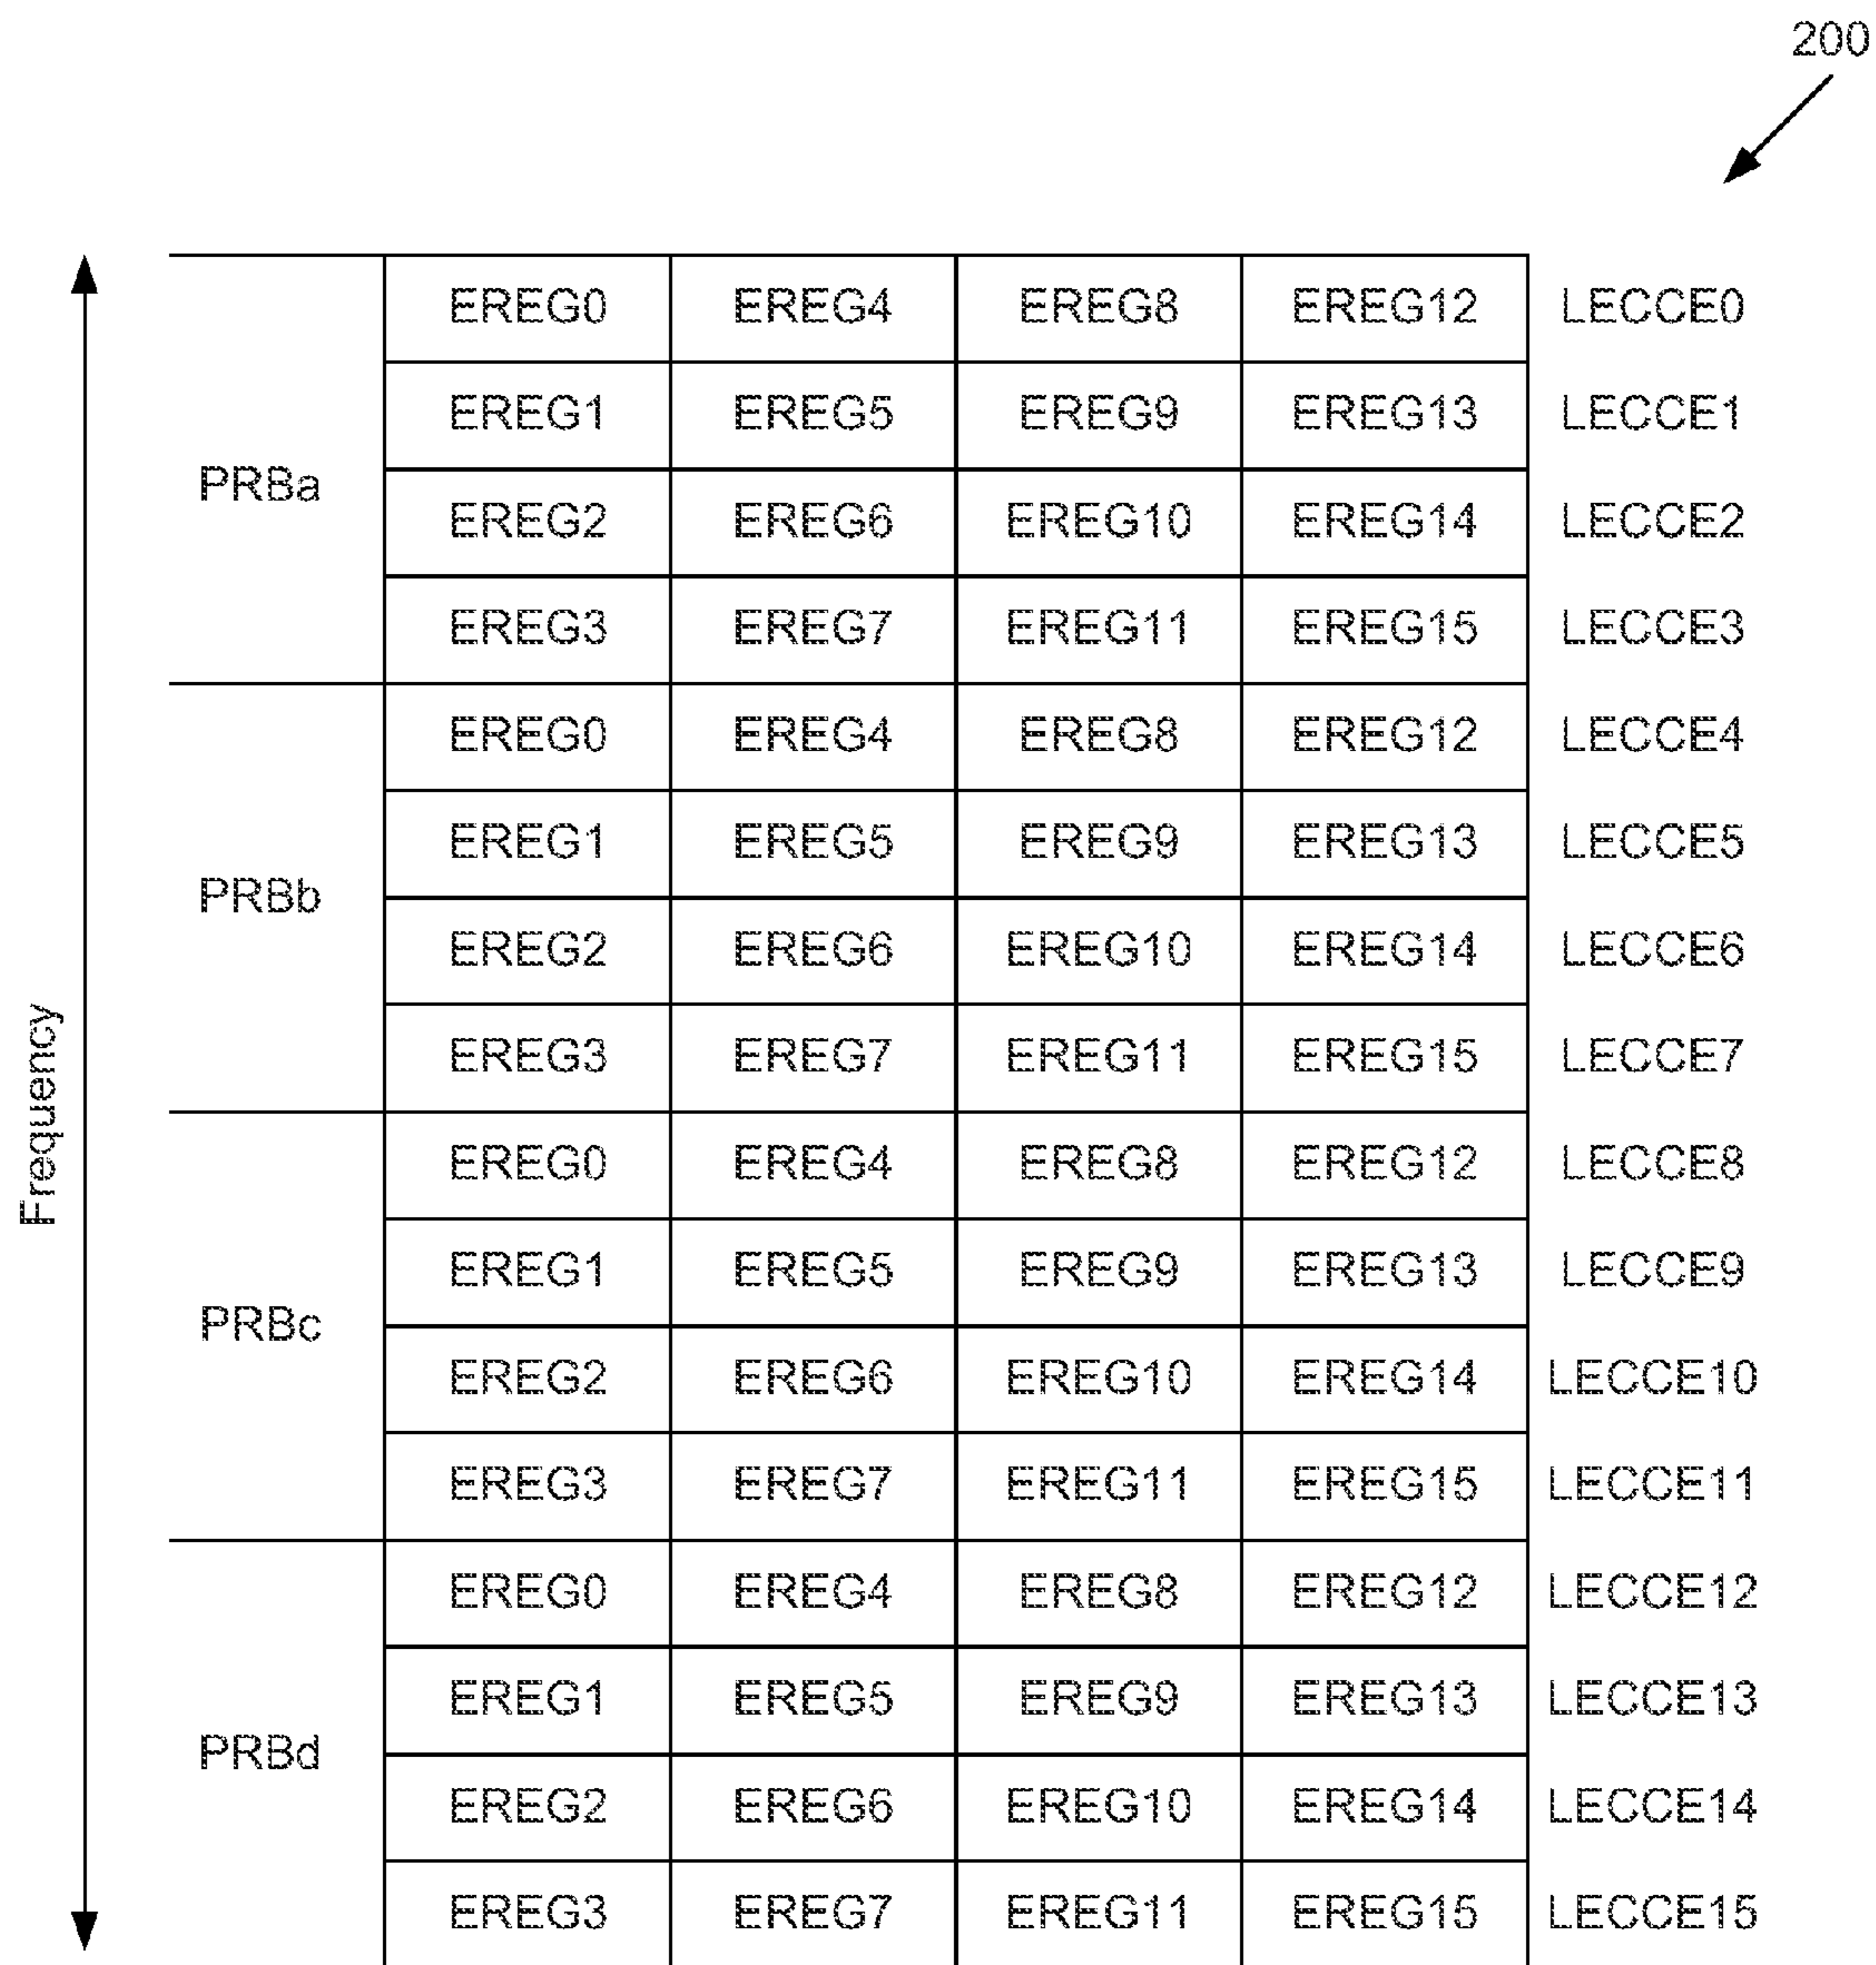 200
Frequency
PRBa
EREG0 EREG4 EREG8 EREG12 LECCE0
EREG1 EREG5 EREG9 EREG13 LECCE1
EREG2 EREG6 EREG10 EREG14 LECCE2
EREG3 EREG7 EREG11 EREG15 LECCE3
PRBb
EREG0 EREG4 EREG8 EREG12 LECCE4
EREG1 EREG5 EREG9 EREG13 LECCE5
EREG2 EREG6 EREG10 EREG14 LECCE6
EREG3 EREG7 EREG11 EREG15 LECCE7
PRBc
EREG0 EREG4 EREG8 EREG12 LECCE8
EREG1 EREG5 EREG9 EREG13 LECCE9
EREG2 EREG6 EREG10 EREG14 LECCE10
EREG3 EREG7 EREG11 EREG15 LECCE11
PRBd
EREG0 EREG4 EREG8 EREG12 LECCE12
EREG1 EREG5 EREG9 EREG13 LECCE13
EREG2 EREG6 EREG10 EREG14 LECCE14
EREG3 EREG7 EREG11 EREG15 LECCE15